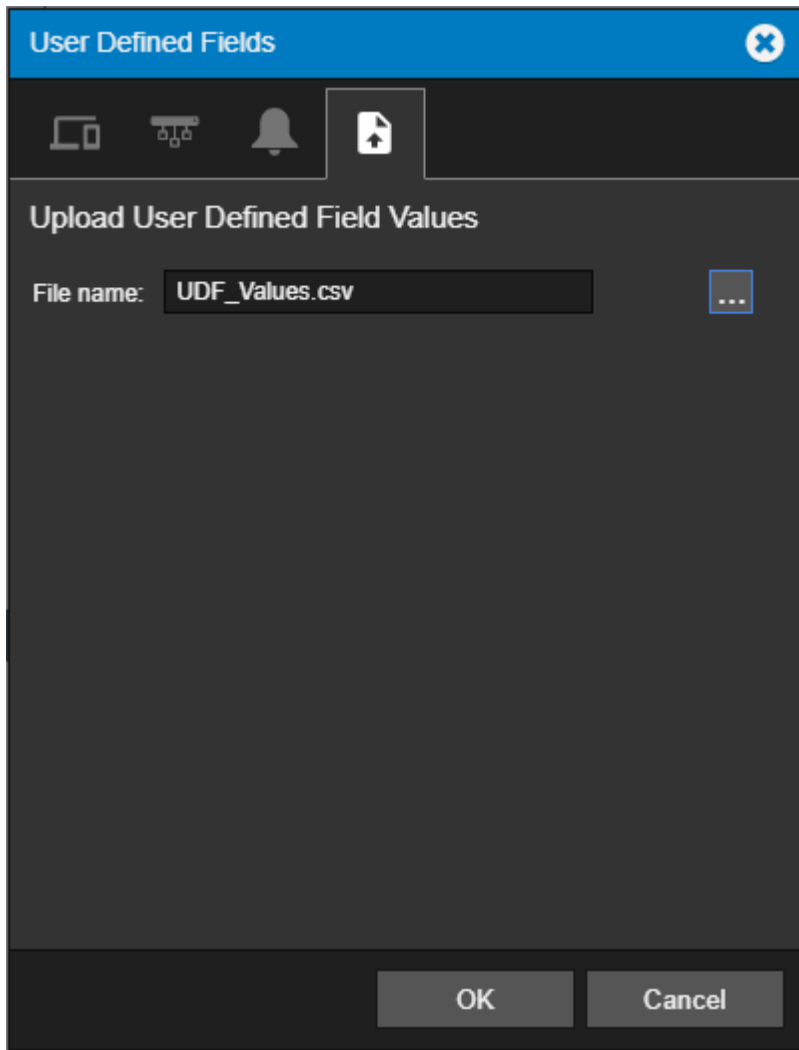 User Defined Fields
Upload User Defined Field Values
File name: UDF_Values.csv ...
OK Cancel